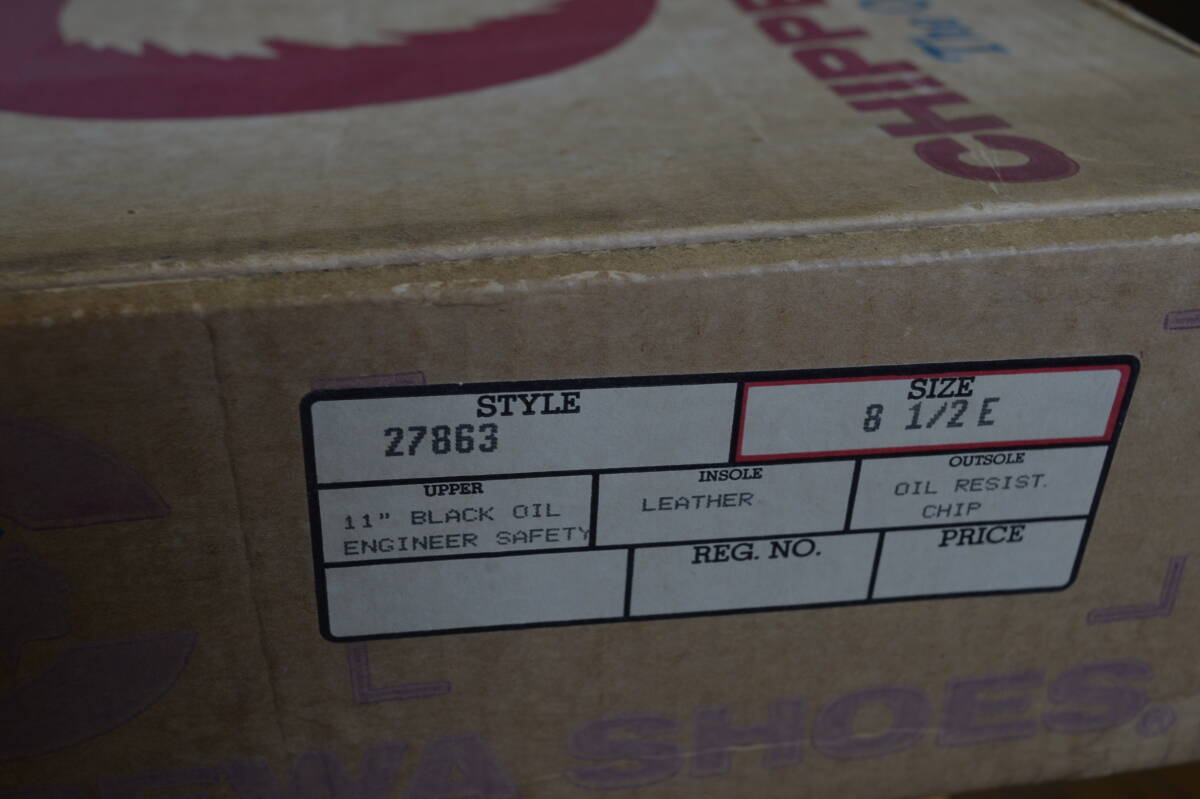 CHIPP
STYLE
27863
SIZE
8 1/2 E
UPPER
11" BLACK OIL
ENGINEER SAFETY
INSOLE
LEATHER
OUTSOLE
OIL RESIST.
CHIP
REG. NO.
PRICE
EWA SHOES®